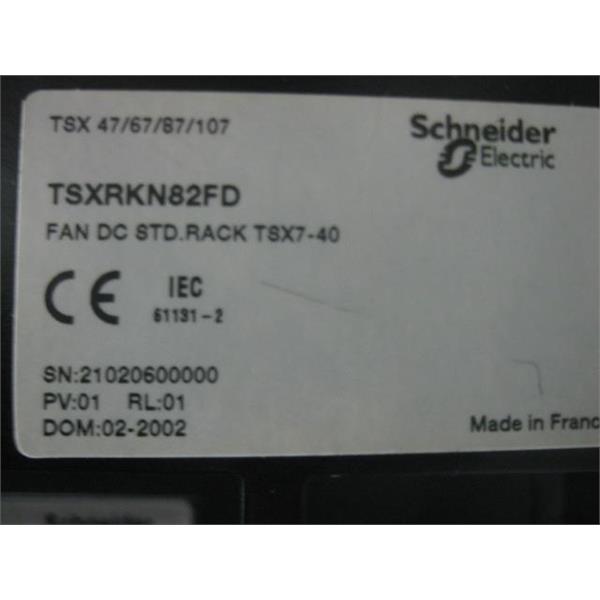 TSX 47/67/87/107
Schneider
Electric
TSXRKN82FD
FAN DC STD.RACK TSX7-40
CE
IEC
61131-2
SN:21020600000
PV:01 RL:01
DOM:02-2002
Made in Franc
Schneider